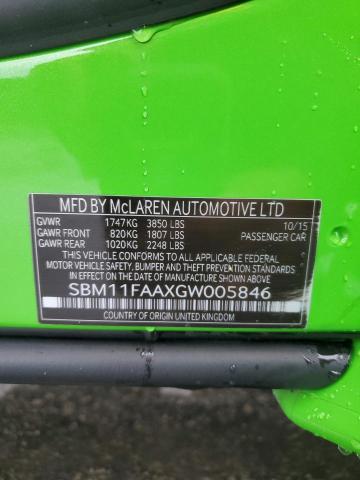 MFD BY McLAREN AUTOMOTIVE LTD
GVWR 1747KG 3850 LBS 10/15
GAWR FRONT 820KG 1807 LBS PASSENGER CAR
GAWR REAR 1020KG 2248 LBS
THIS VEHICLE CONFORMS TO ALL APPLICABLE FEDERAL
MOTOR VEHICLE SAFETY, BUMPER AND THEFT PREVENTION STANDARDS
IN EFFECT ON THE DATE OF MANUFACTURE SHOWN ABOVE.
SBM11FAAXGW005846
COUNTRY OF ORIGIN UNITED KINGDOM